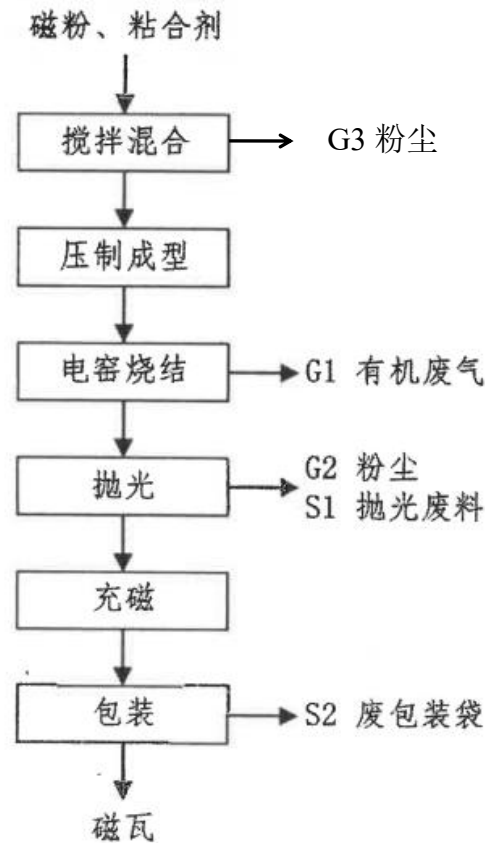 磁粉、粘合剂
搅拌混合
G3 粉尘
压制成型
电窑烧结
G1 有机废气
抛光
G2 粉尘
S1 抛光废料
充磁
包装
S2 废包装袋
磁瓦